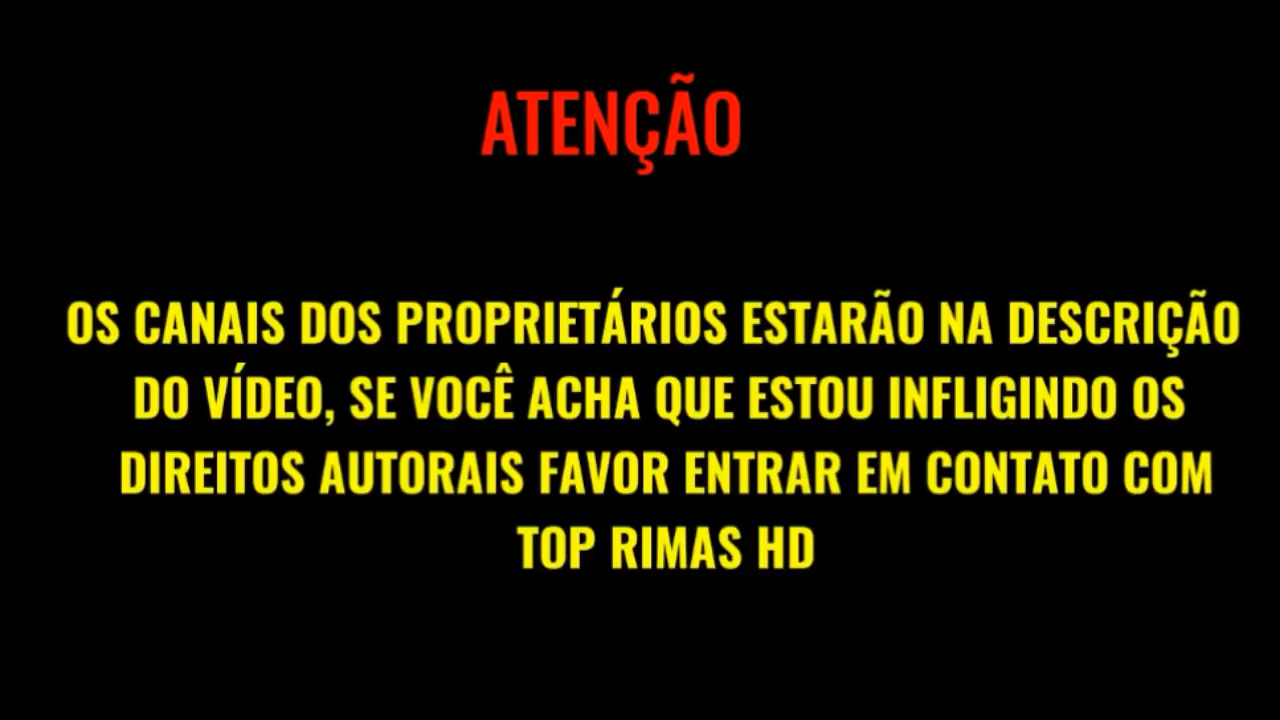 ATENÇÃO
OS CANAIS DOS PROPRIETÁRIOS ESTARÃO NA DESCRIÇÃO
DO VÍDEO, SE VOCÊ ACHA QUE ESTOU INFLIGINDO OS
DIREITOS AUTORAIS FAVOR ENTRAR EM CONTATO COM
TOP RIMAS HD